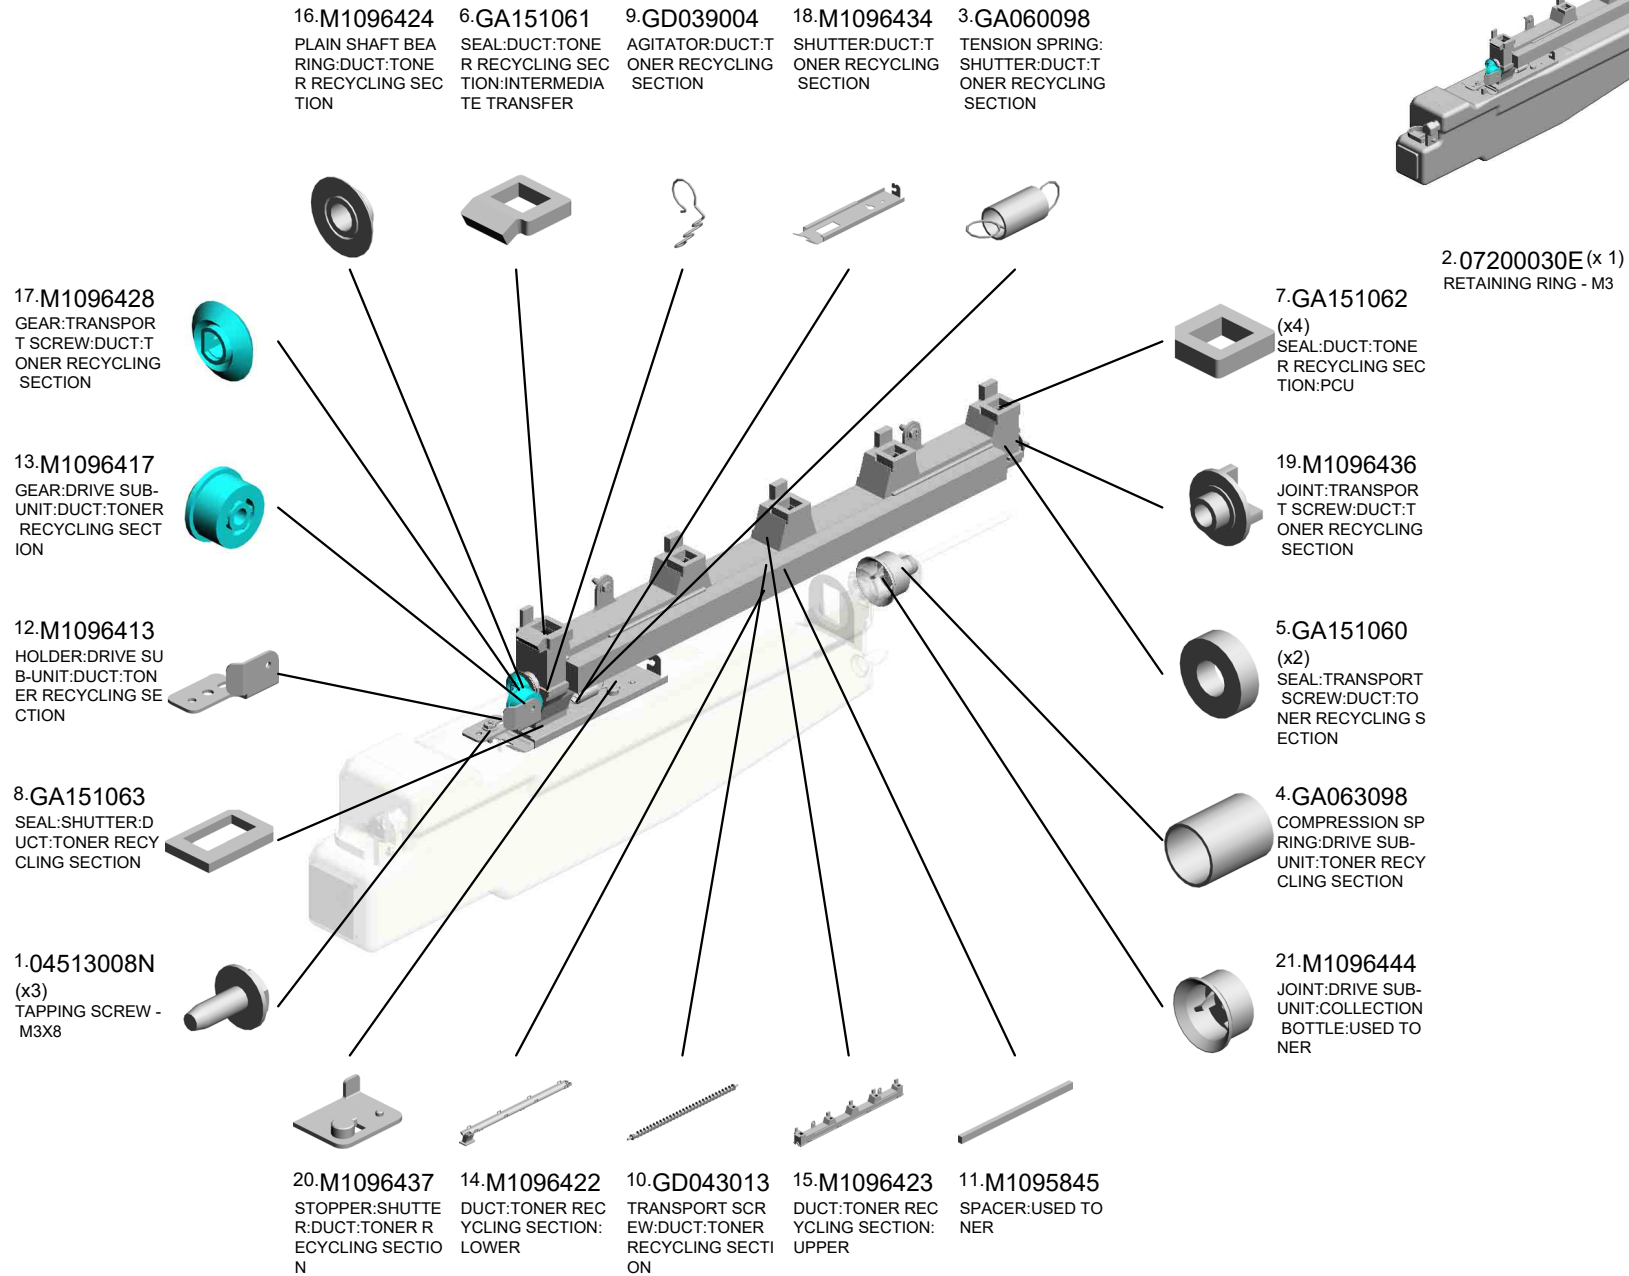 16.M1096424
PLAIN SHAFT BEA
RING:DUCT:TONE
R RECYCLING SEC
TION
6.GA151061
SEAL:DUCT:TONE
R RECYCLING SEC
TION:INTERMEDIA
TE TRANSFER
9.GD039004
AGITATOR:DUCT:T
ONER RECYCLING
SECTION
18.M1096434
SHUTTER:DUCT:T
ONER RECYCLING
SECTION
3.GA060098
TENSION SPRING:
SHUTTER:DUCT:T
ONER RECYCLING
SECTION
2.07200030E (x 1)
RETAINING RING - M3
17.M1096428
GEAR:TRANSPOR
T SCREW:DUCT:T
ONER RECYCLING
SECTION
7.GA151062
(x4)
SEAL:DUCT:TONE
R RECYCLING SEC
TION:PCU
13.M1096417
GEAR:DRIVE SUB-
UNIT:DUCT:TONER
RECYCLING SECT
ION
19.M1096436
JOINT:TRANSPOR
T SCREW:DUCT:T
ONER RECYCLING
SECTION
12.M1096413
HOLDER:DRIVE SU
B-UNIT:DUCT:TON
ER RECYCLING SE
CTION
5.GA151060
(x2)
SEAL:TRANSPORT
SCREW:DUCT:TO
NER RECYCLING S
ECTION
8.GA151063
SEAL:SHUTTER:D
UCT:TONER RECY
CLING SECTION
4.GA063098
COMPRESSION SP
RING:DRIVE SUB-
UNIT:TONER RECY
CLING SECTION
1.04513008N
(x3)
TAPPING SCREW -
M3X8
21.M1096444
JOINT:DRIVE SUB-
UNIT:COLLECTION
BOTTLE:USED TO
NER
20.M1096437
STOPPER:SHUTTE
R:DUCT:TONER R
ECYCLING SECTIO
N
14.M1096422
DUCT:TONER REC
YCLING SECTION:
LOWER
10.GD043013
TRANSPORT SCR
EW:DUCT:TONER
RECYCLING SECTI
ON
15.M1096423
DUCT:TONER REC
YCLING SECTION:
UPPER
11.M1095845
SPACER:USED TO
NER